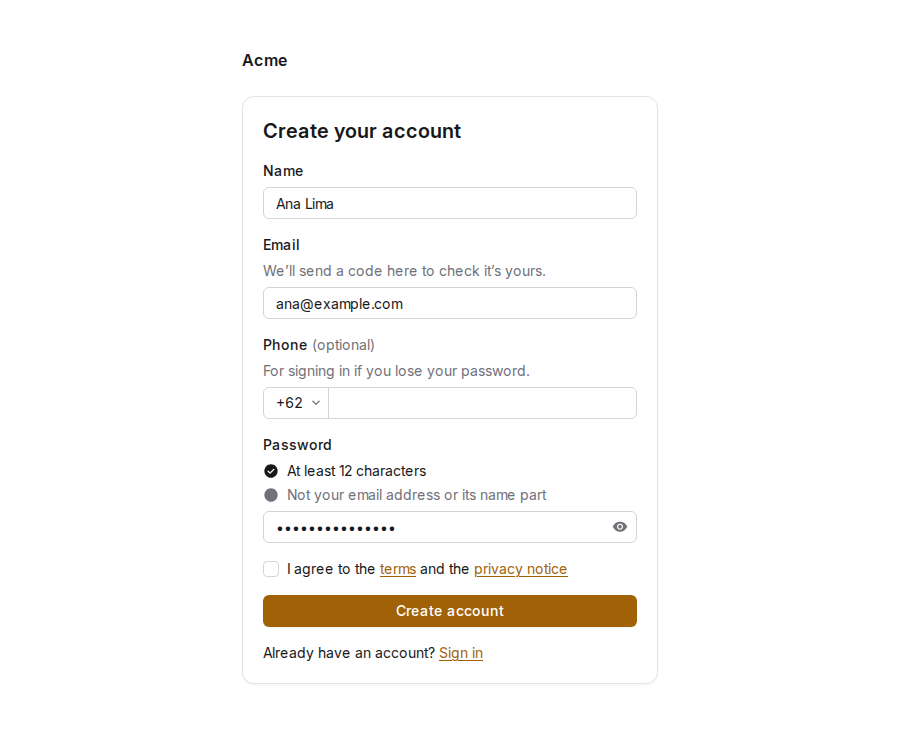 Acme
Create your account
Name
Ana Lima
Email
We’ll send a code here to check it’s yours.
ana@example.com
Phone (optional)
For signing in if you lose your password.
+62
Password
At least 12 characters
Not your email address or its name part
•••••••••••••••
I agree to the terms and the privacy notice
Create account
Already have an account? Sign in